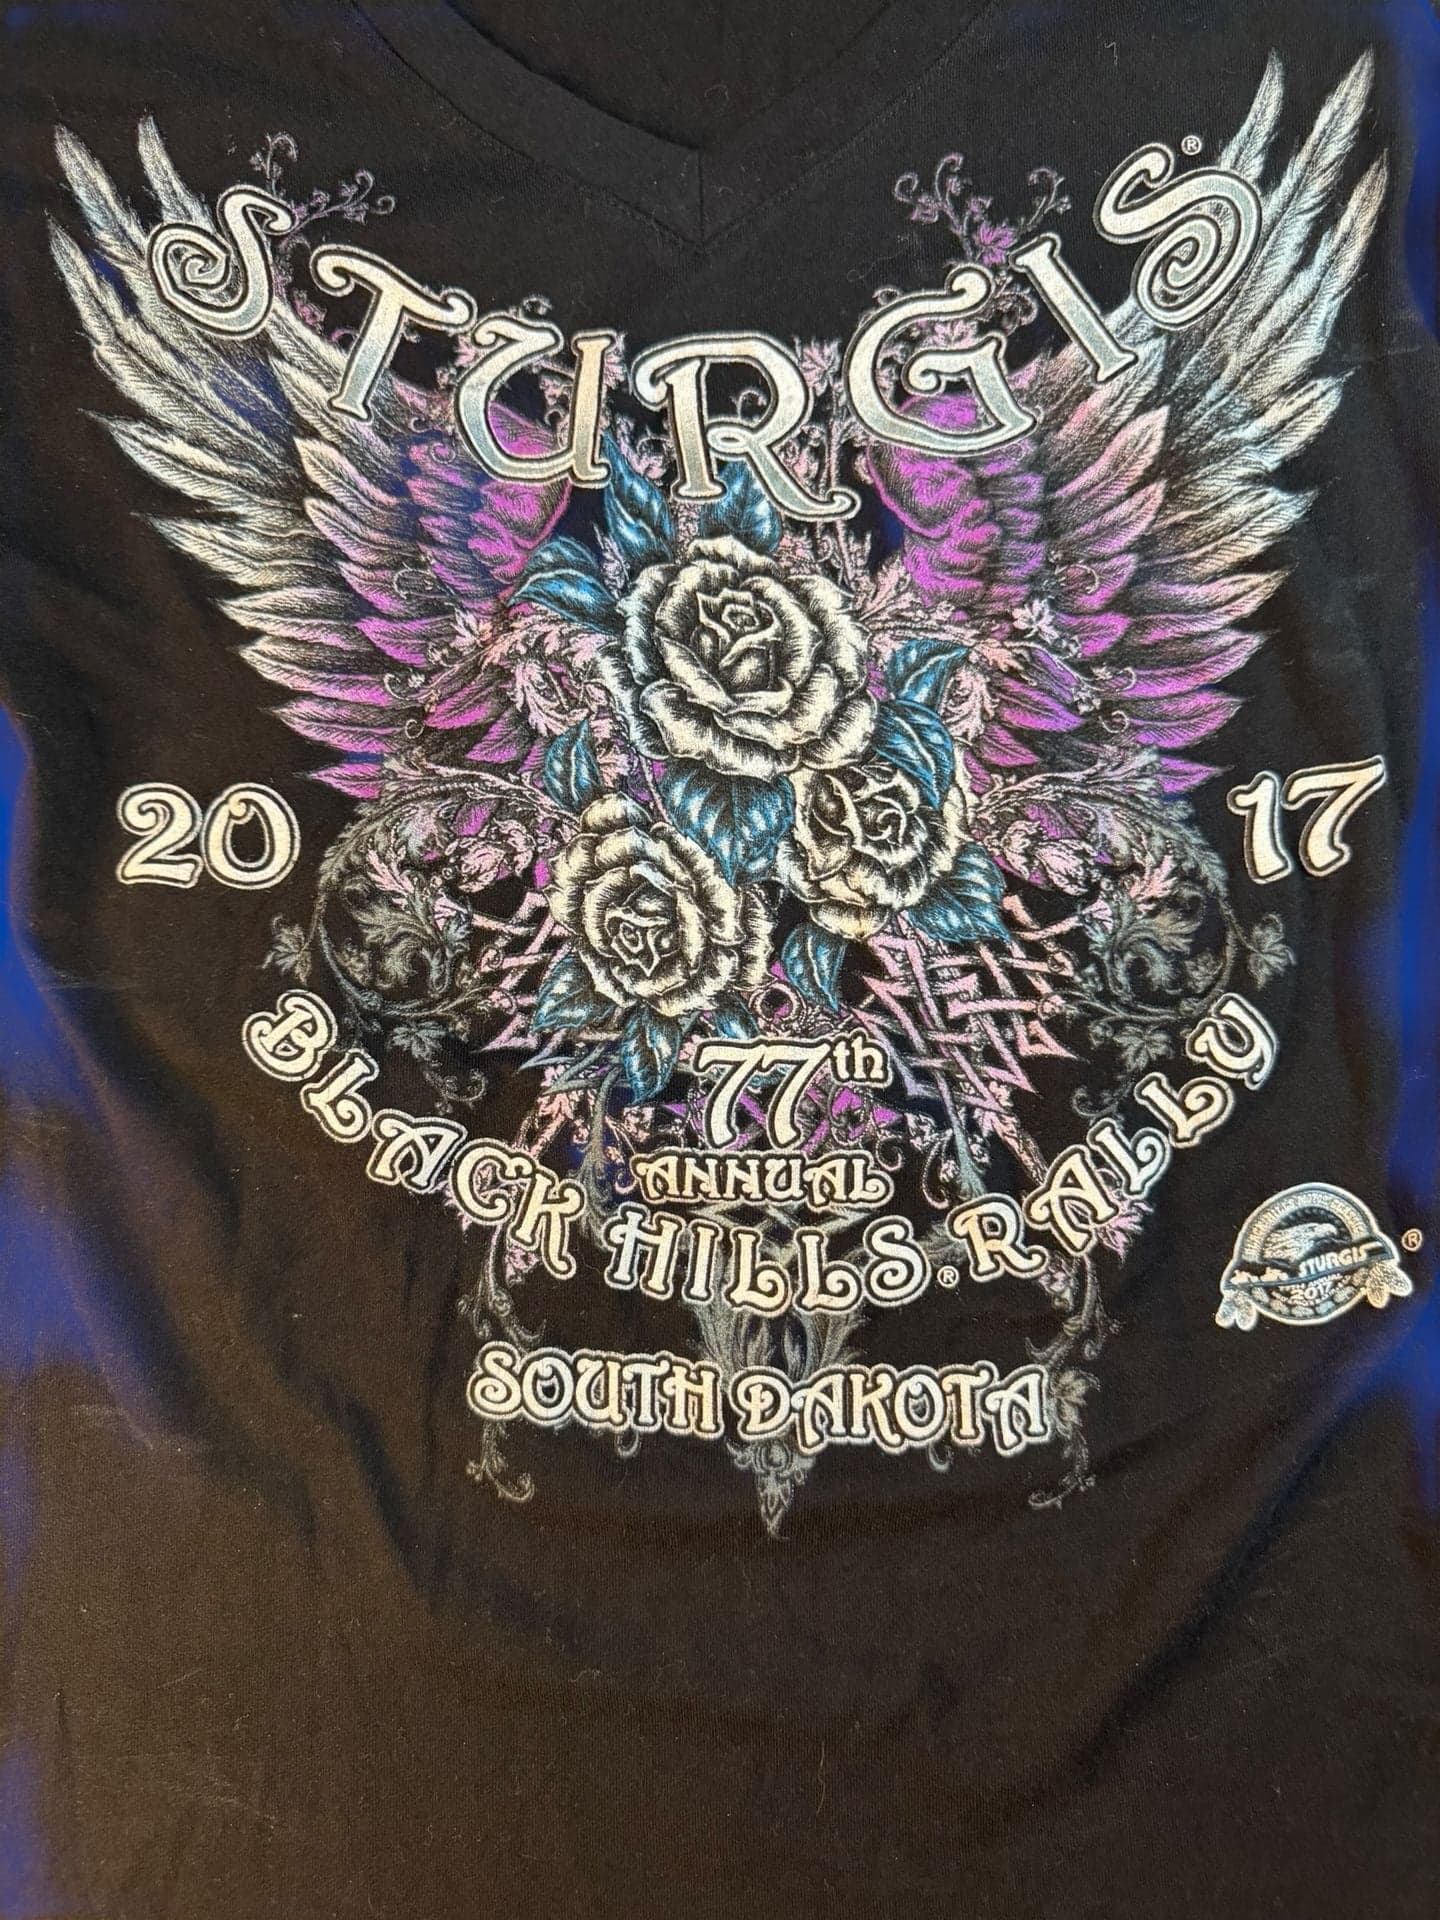 STURGIS®
20 17
77th
ANNUAL
BLACK HILLS® RALLY
SOUTH DAKOTA
STURGIS ®
2017